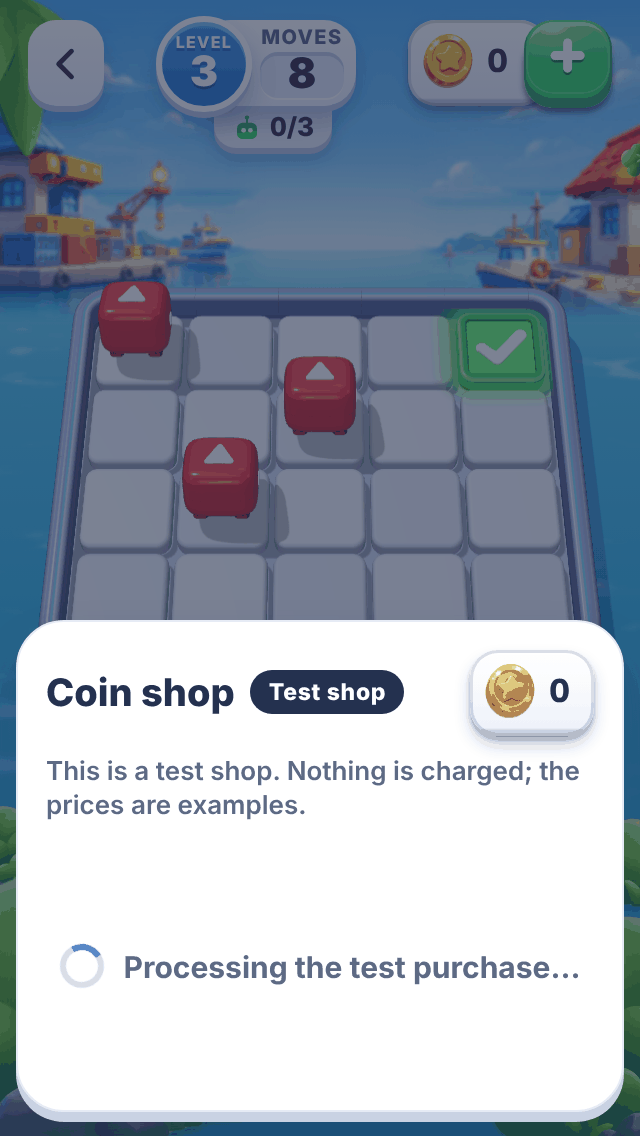 LEVEL
3
MOVES
8
0
0/3
Coin shop
Test shop
0
This is a test shop. Nothing is charged; the
prices are examples.
Processing the test purchase...